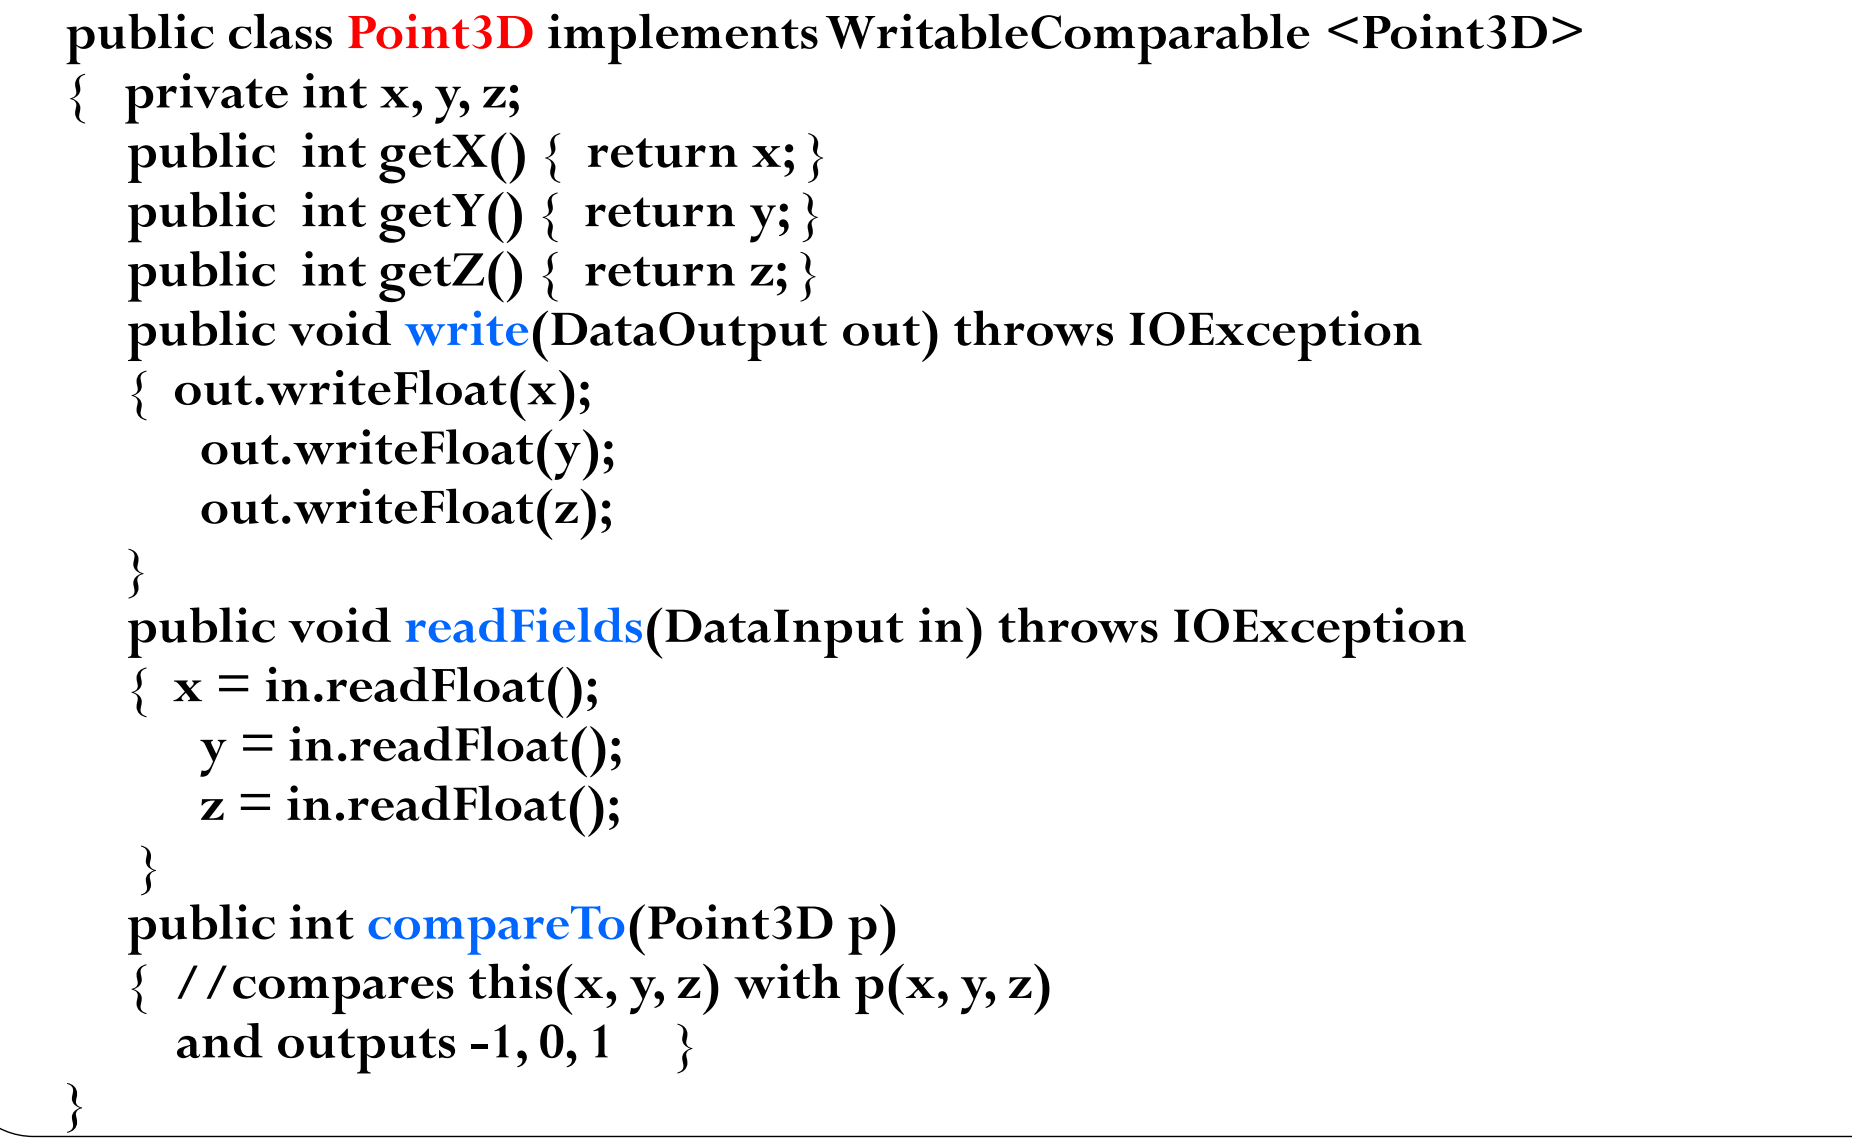 public class Point3D implements WritableComparable <Point3D>
{ private int x, y, z;
public int getX() { return x; }
public int getY() { return y; }
public int getZ() { return z; }
public void write(DataOutput out) throws IOException
{ out.writeFloat(x);
out.writeFloat(y);
out.writeFloat(z);
}
public void readFields(DataInput in) throws IOException
{ x = in.readFloat();
y = in.readFloat();
z = in.readFloat();
}
public int compareTo(Point3D p)
{ //compares this(x, y, z) with p(x, y, z)
and outputs -1, 0, 1 }
}